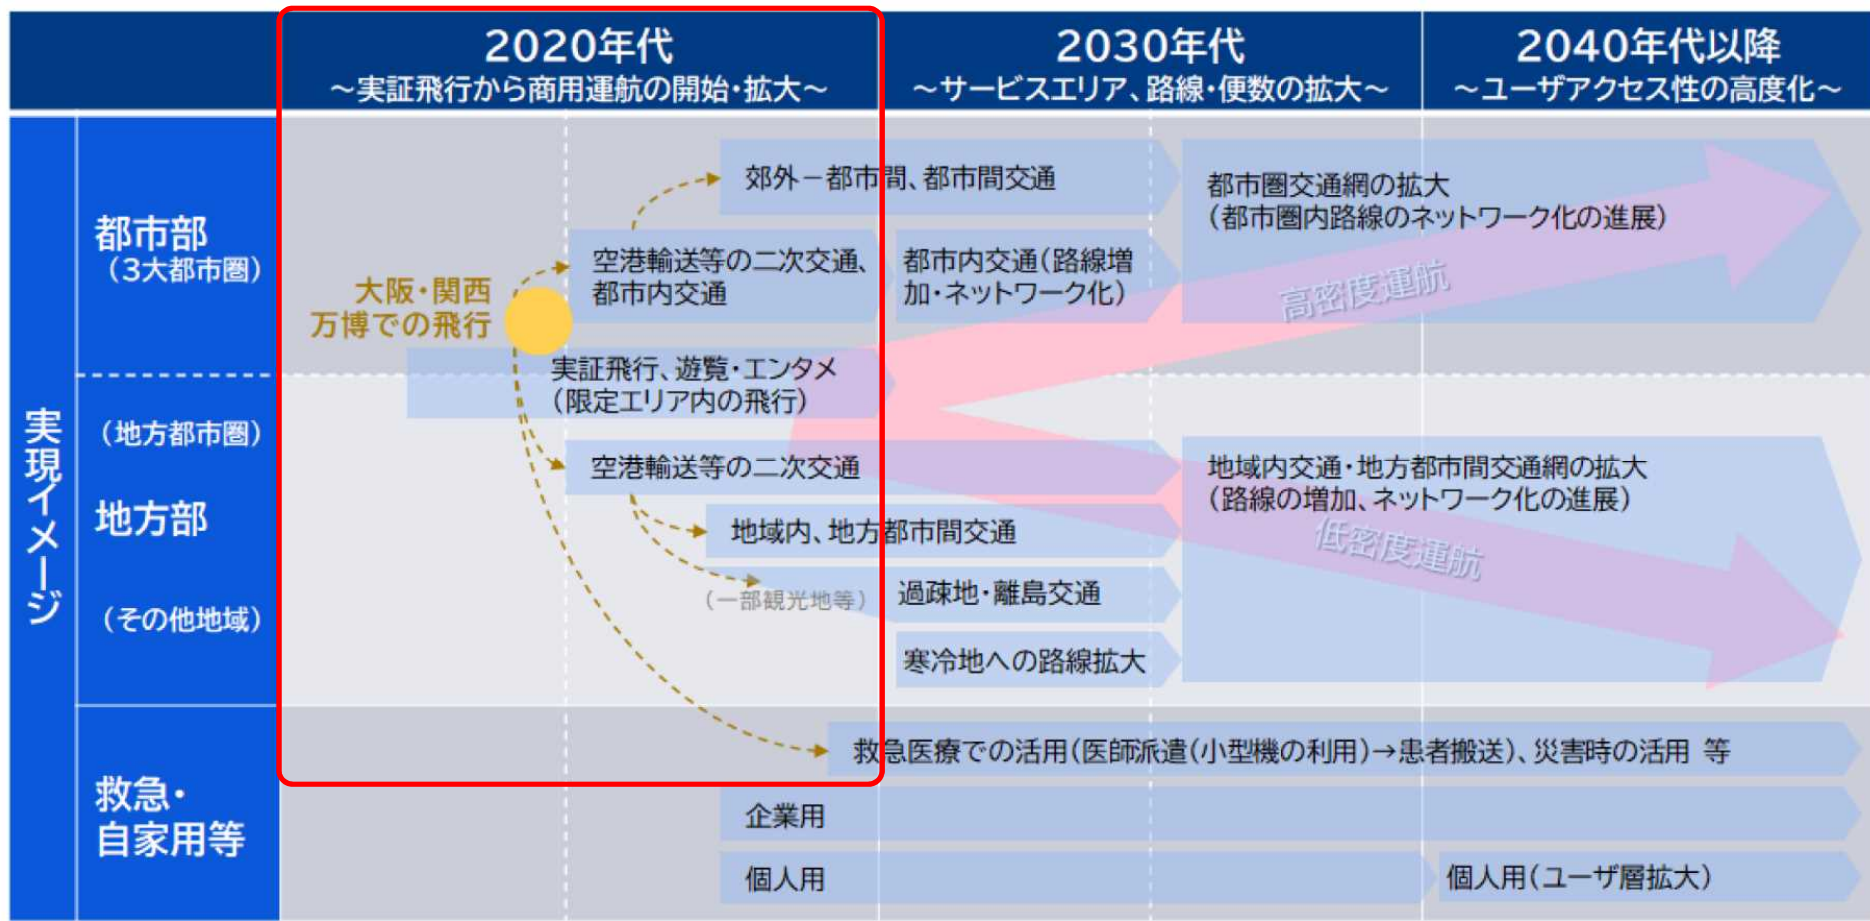 2020年代
～実証飛行から商用運航の開始・拡大～
2030年代
～サービスエリア、路線・便数の拡大～
2040年代以降
～ユーザアクセス性の高度化～
実現イメージ
都市部
（3大都市圏）
郊外－都市間、都市間交通
空港輸送等の二次交通、
都市内交通
都市内交通（路線増
加・ネットワーク化）
都市圏交通網の拡大
（都市圏内路線のネットワーク化の進展）
高密度運航
大阪・関西
万博での飛行
実証飛行、遊覧・エンタメ
（限定エリア内の飛行）
（地方都市圏）
地方部
（その他地域）
空港輸送等の二次交通
地域内、地方都市間交通
（一部観光地等）
過疎地・離島交通
寒冷地への路線拡大
地域内交通・地方都市間交通網の拡大
（路線の増加、ネットワーク化の進展）
低密度運航
救急・
自家用等
救急医療での活用（医師派遣（小型機の利用）→患者搬送）、災害時の活用 等
企業用
個人用
個人用（ユーザ層拡大）